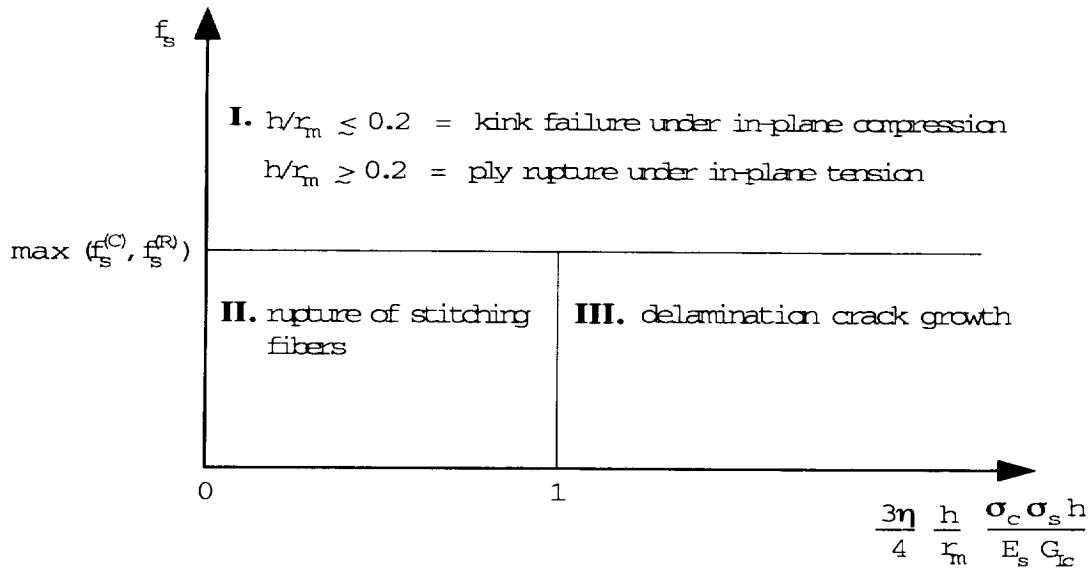 f_s
I. h/r_m ≲ 0.2 = kink failure under in-plane compression
h/r_m ≳ 0.2 = ply rupture under in-plane tension
max (f_s^(C), f_s^(R))
II. rupture of stitching
fibers
III. delamination crack growth
0
1
3η/4 h/r_m σ_c σ_s h/E_s G_Ic